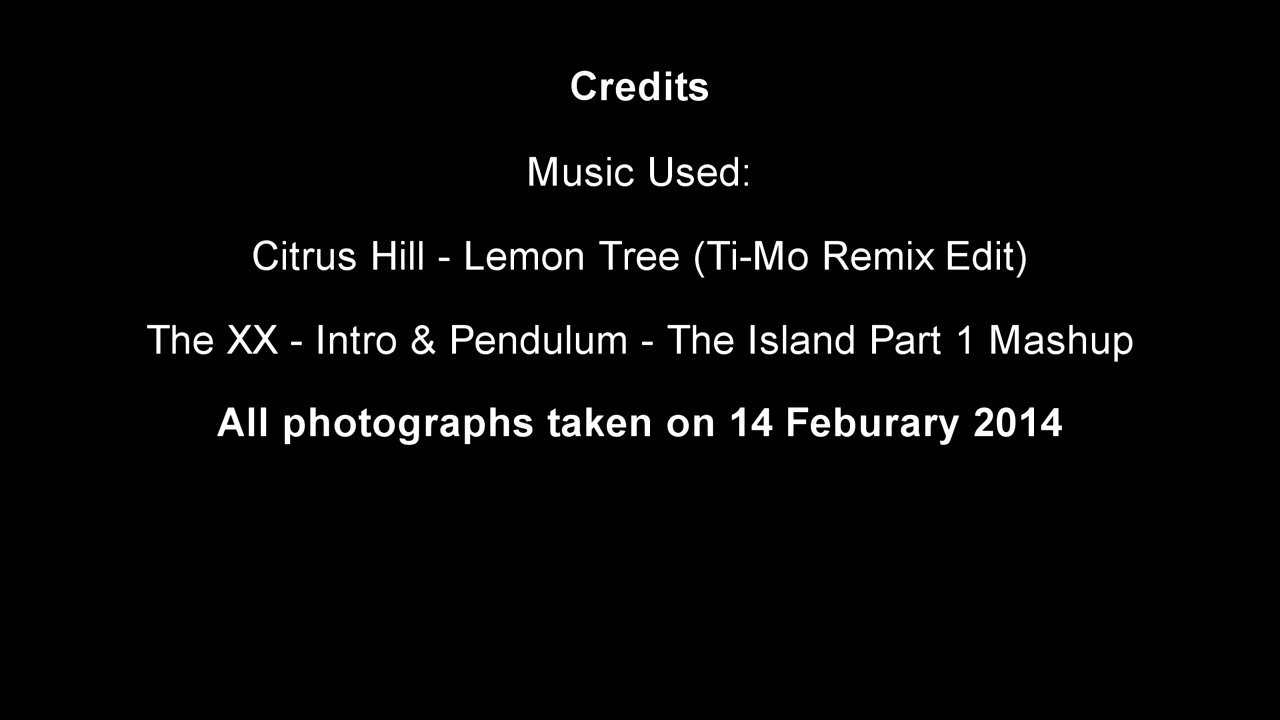 Credits
Music Used:
Citrus Hill - Lemon Tree (Ti-Mo Remix Edit)
The XX - Intro & Pendulum - The Island Part 1 Mashup
All photographs taken on 14 Feburary 2014